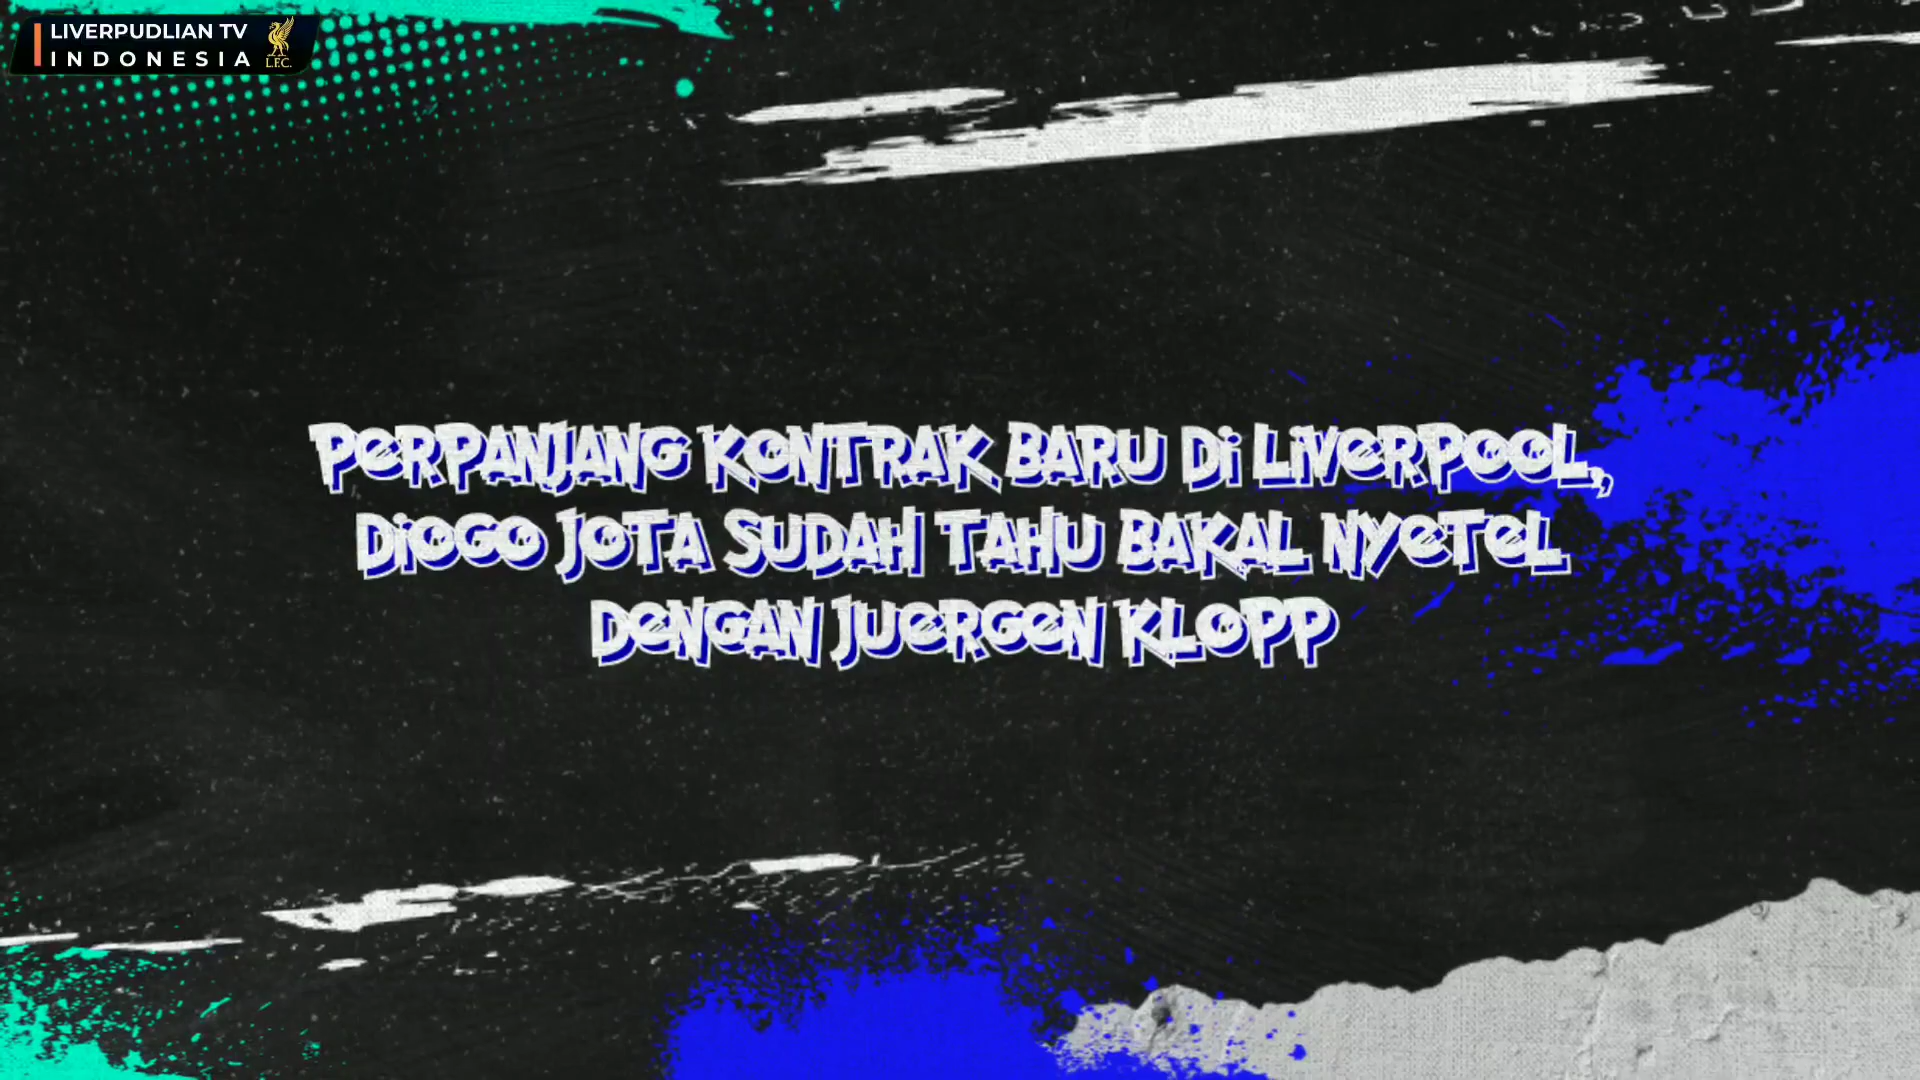 LIVERPUDLIAN TV
INDONESIA
L.F.C.
PERPANJANG KONTRAK BARU Di LiVERPOOL,
DiOGO JOTA SUDAH TAHU BAKAL NYETEL
DENGAN JUERGEN KLOPP